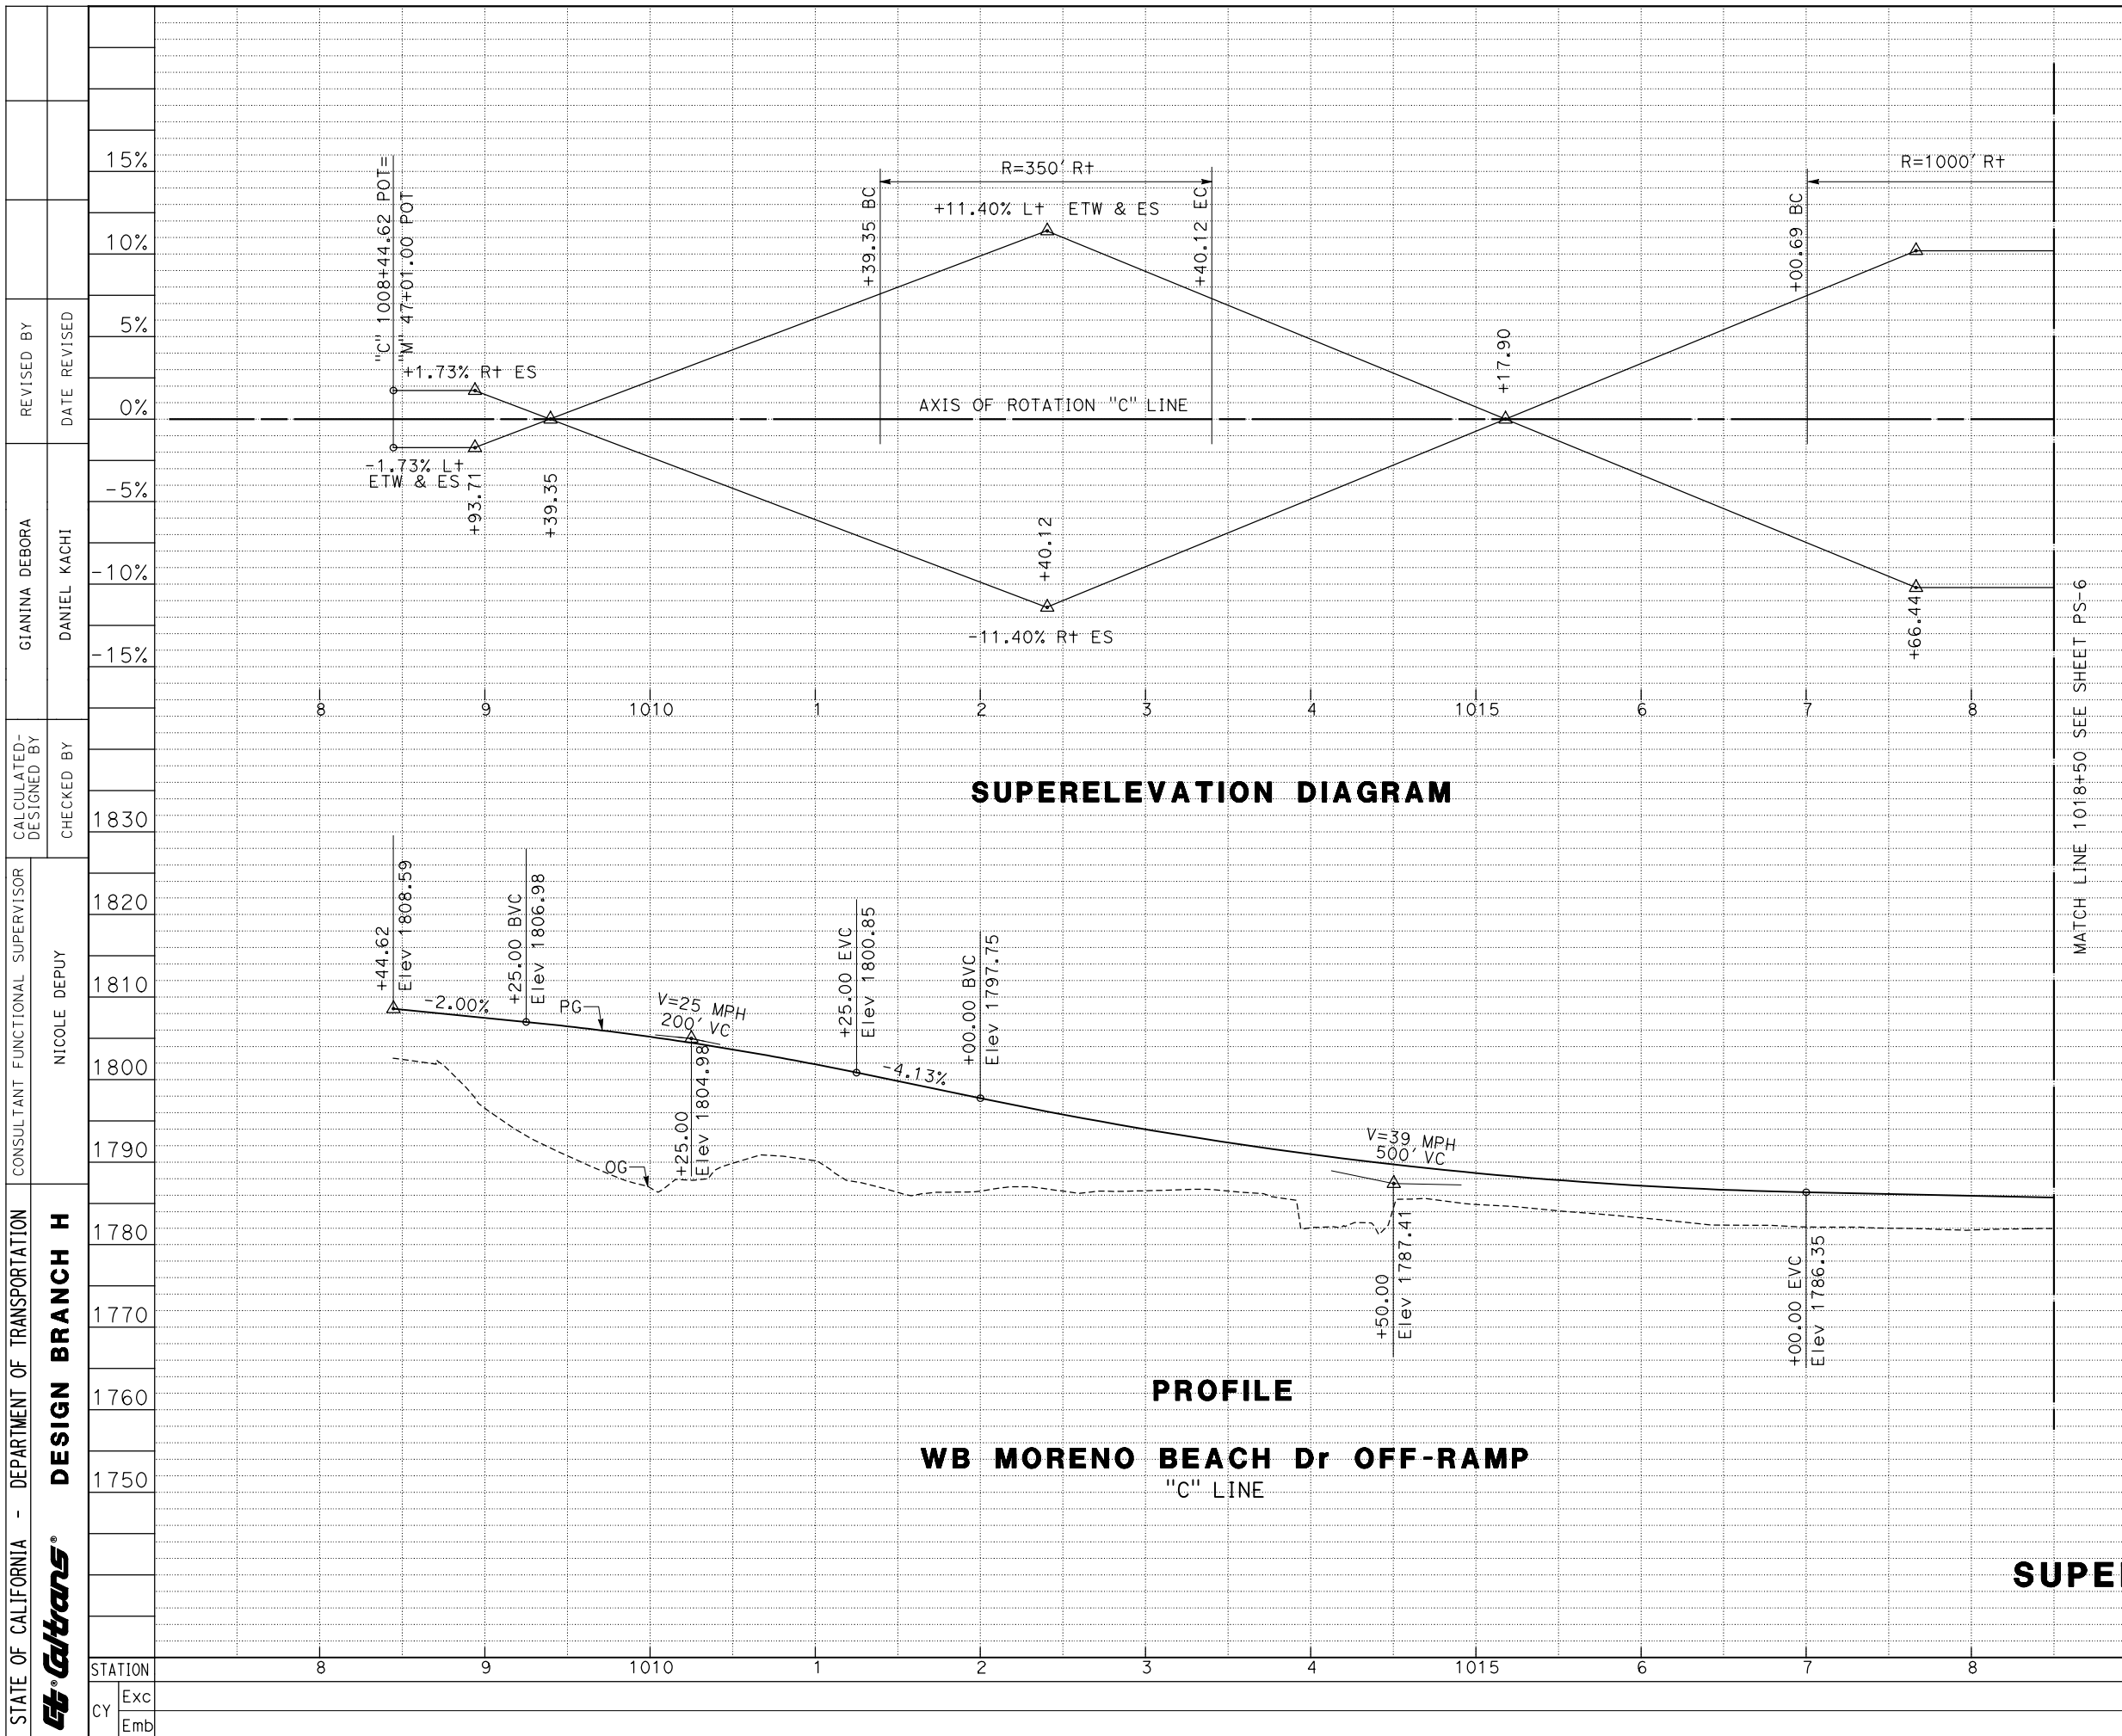 REVISED BY
DATE REVISED
GIANINA DEBORA
DANIEL KACHI
CALCULATED-
DESIGNED BY
CHECKED BY
CONSULTANT FUNCTIONAL SUPERVISOR
NICOLE DEPUY
STATE OF CALIFORNIA - DEPARTMENT OF TRANSPORTATION
Caltrans® DESIGN BRANCH H
15%
10%
5%
0%
-5%
-10%
-15%
"C" 1008+44.62 POT=
"M" 47+01.00 POT
+1.73% Rt ES
-1.73% Lt
ETW & ES
+93.71
+39.35
+39.35 BC
R=350' Rt
+11.40% Lt ETW & ES
+40.12 EC
AXIS OF ROTATION "C" LINE
+40.12
-11.40% Rt ES
+17.90
+00.69 BC
R=1000' Rt
+66.44
MATCH LINE 1018+50 SEE SHEET PS-6
8 9 1010 1 2 3 4 1015 6 7 8
SUPERELEVATION DIAGRAM
1830
1820
1810
1800
1790
1780
1770
1760
1750
+44.62
Elev 1808.59
-2.00%
+25.00 BVC
Elev 1806.98
PG
V=25 MPH
200' VC
+25.00
Elev 1804.98
OG
+25.00 EVC
Elev 1800.85
-4.13%
+00.00 BVC
Elev 1797.75
V=39 MPH
500' VC
+50.00
Elev 1787.41
+00.00 EVC
Elev 1786.35
PROFILE
WB MORENO BEACH Dr OFF-RAMP
"C" LINE
SUPE
STATION 8 9 1010 1 2 3 4 1015 6 7 8
CY
Exc
Emb